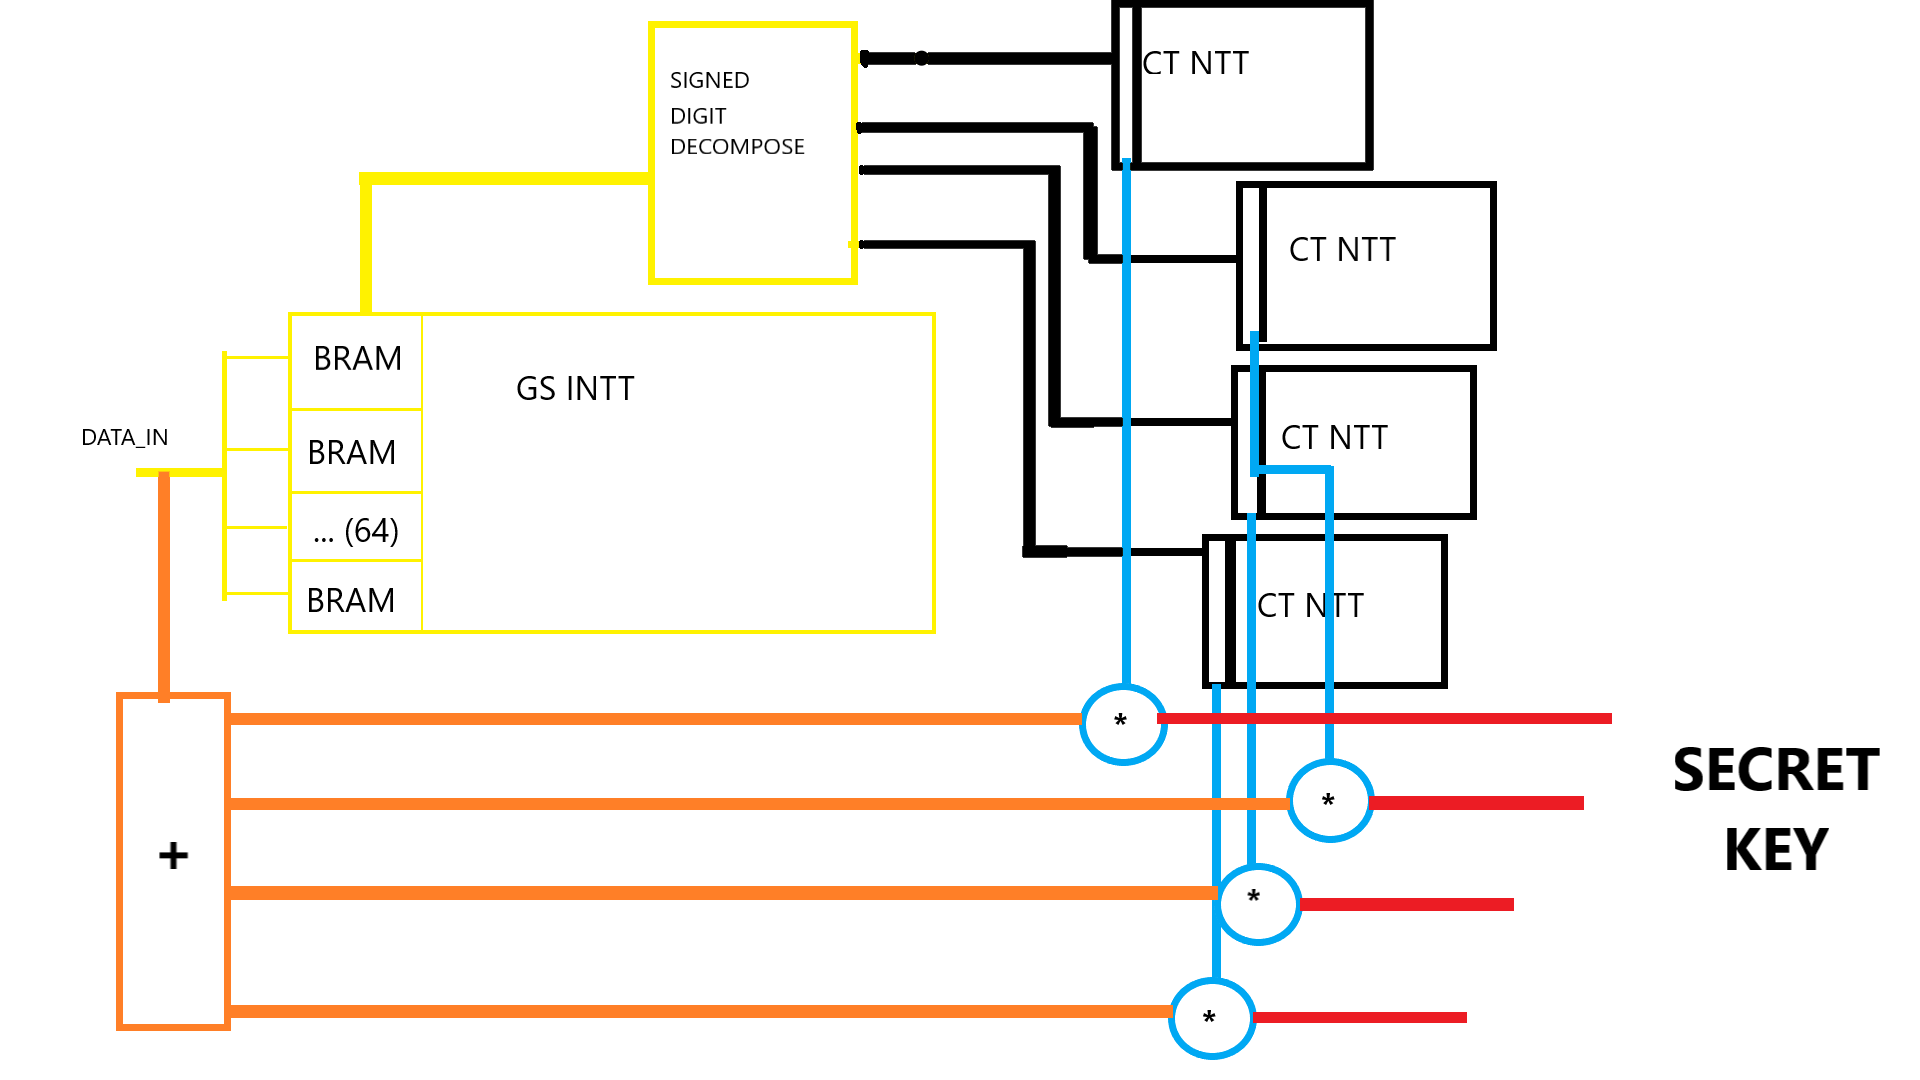 CT NTT
SIGNED
DIGIT
DECOMPOSE
CT NTT
BRAM
GS INTT
DATA_IN
BRAM
CT NTT
... (64)
BRAM
CT NTT
*
*
SECRET
KEY
+
*
*